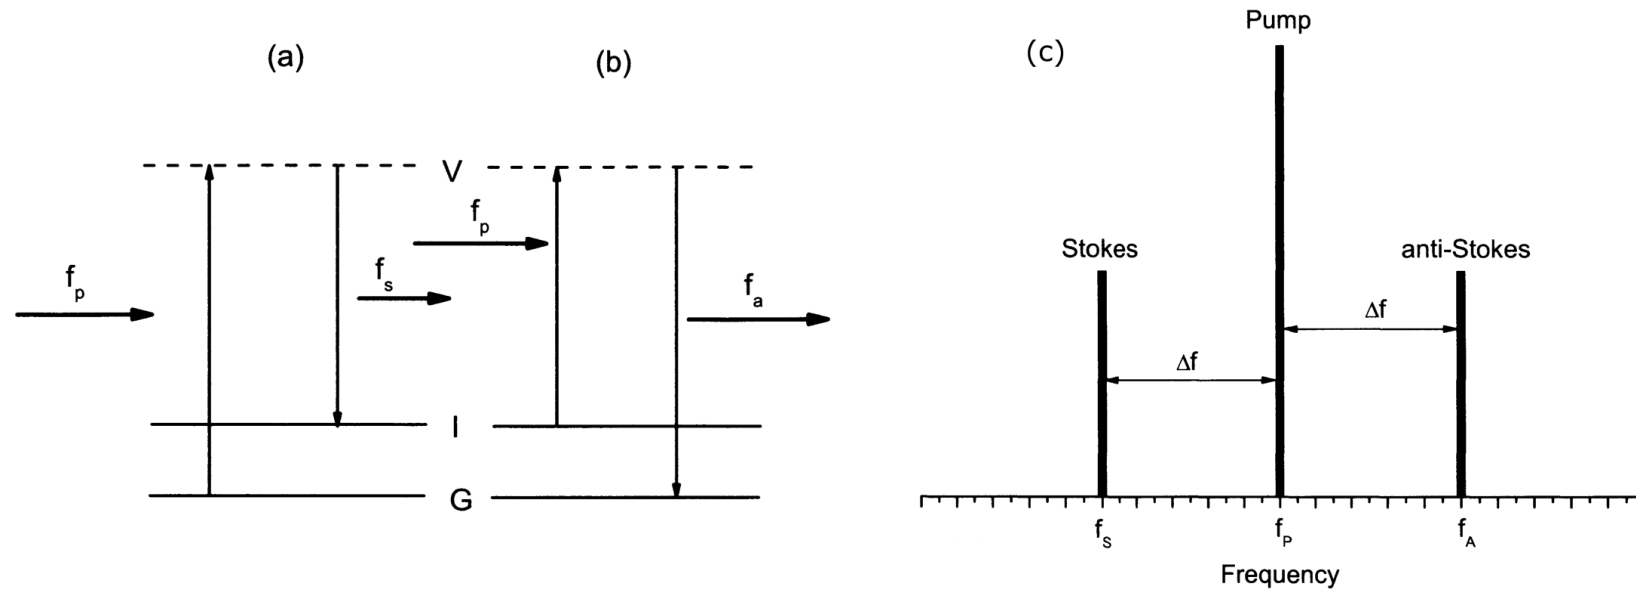 (a)
(b)
V
f_p
f_p
f_s
f_a
I
G
(c)
Pump
Stokes
anti-Stokes
Δf
Δf
f_S
f_P
f_A
Frequency